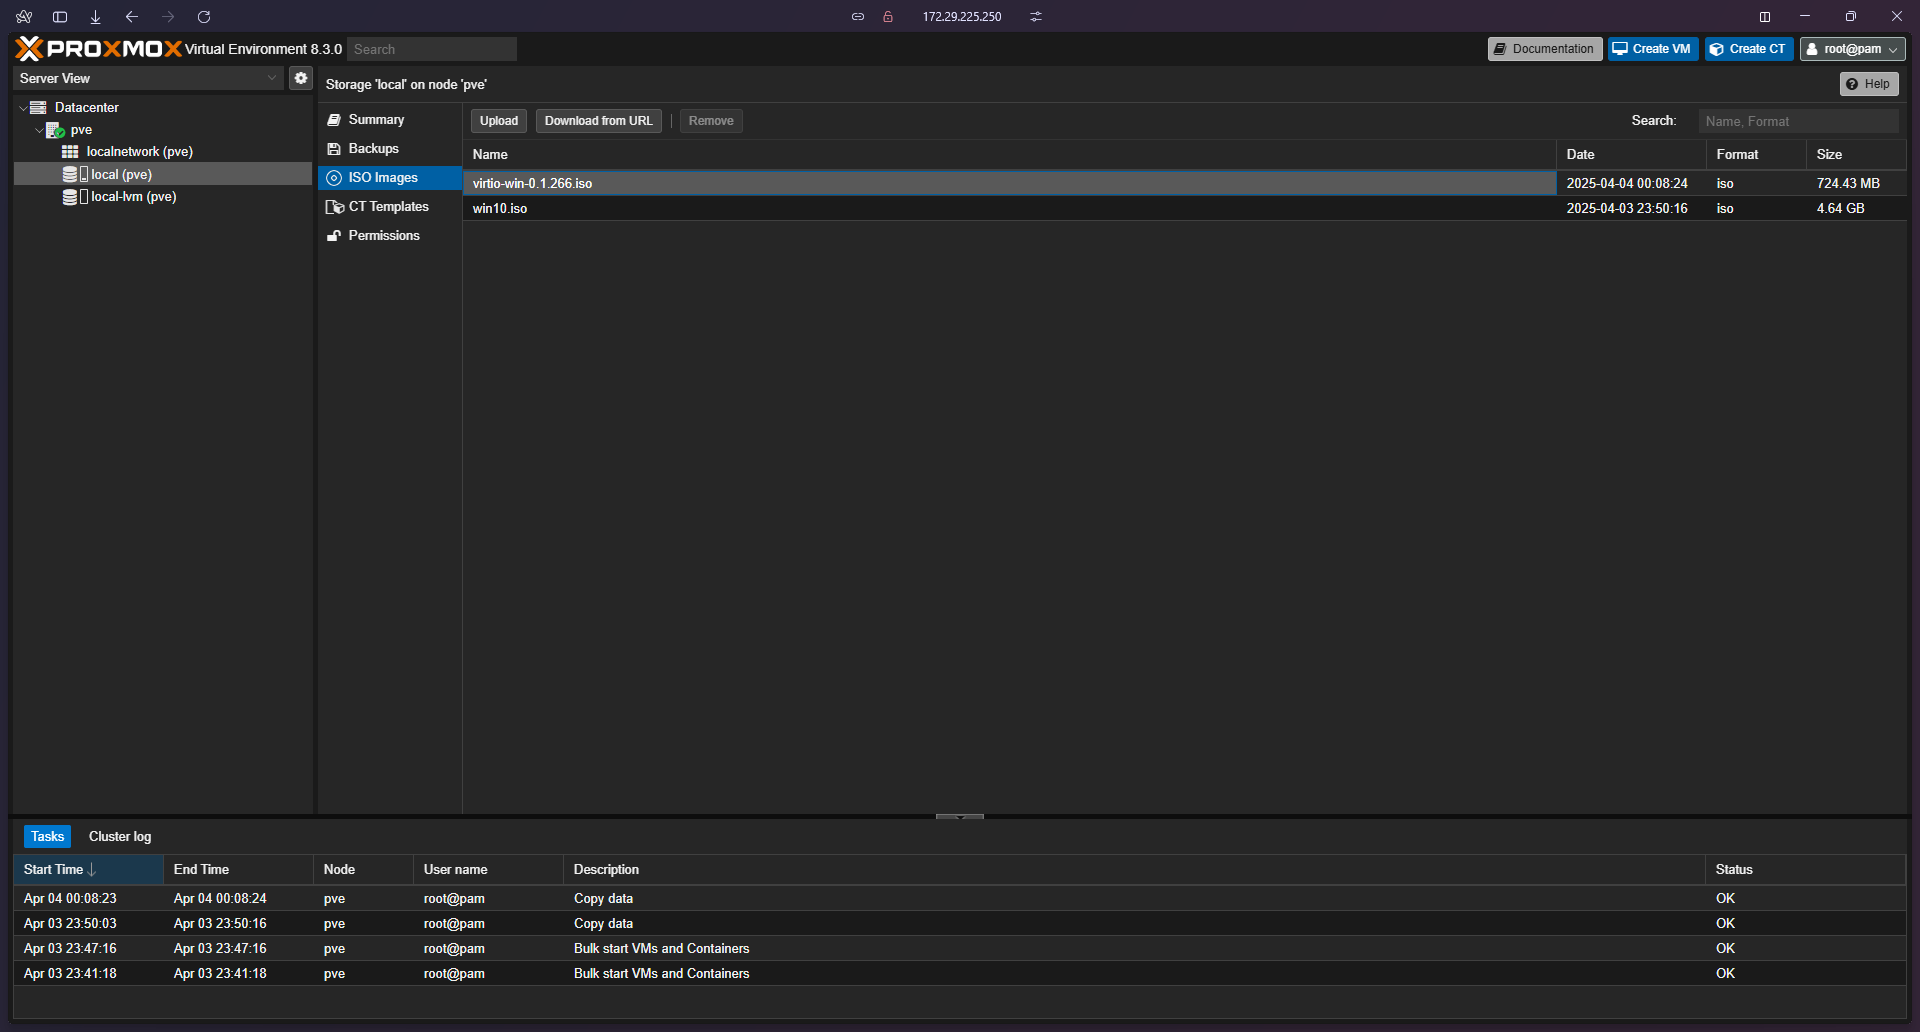 172.29.225.250
PROXMOX Virtual Environment 8.3.0 Search Documentation Create VM Create CT root@pam
Server View
Storage 'local' on node 'pve' Help
Datacenter
pve
localnetwork (pve)
local (pve)
local-lvm (pve)
Summary
Backups
ISO Images
CT Templates
Permissions
Upload Download from URL Remove Search: Name, Format
Name Date Format Size
virtio-win-0.1.266.iso 2025-04-04 00:08:24 iso 724.43 MB
win10.iso 2025-04-03 23:50:16 iso 4.64 GB
Tasks Cluster log
Start Time End Time Node User name Description Status
Apr 04 00:08:23 Apr 04 00:08:24 pve root@pam Copy data OK
Apr 03 23:50:03 Apr 03 23:50:16 pve root@pam Copy data OK
Apr 03 23:47:16 Apr 03 23:47:16 pve root@pam Bulk start VMs and Containers OK
Apr 03 23:41:18 Apr 03 23:41:18 pve root@pam Bulk start VMs and Containers OK